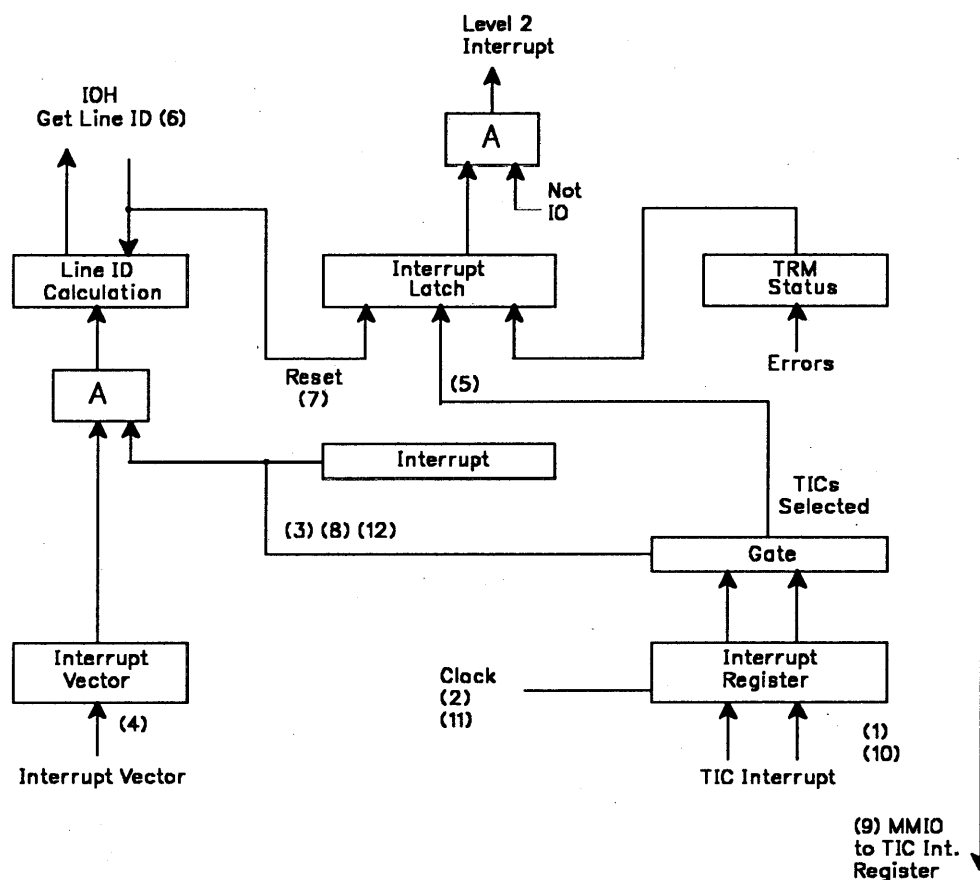 Level 2
Interrupt
IOH
Get Line ID (6)
A
Not
IO
Line ID
Calculation
Interrupt
Latch
TRM
Status
Errors
Reset
(7)
(5)
A
Interrupt
TICs
Selected
(3) (8) (12)
Gate
Interrupt
Vector
Interrupt
Register
Clock
(2)
(11)
(4)
(1)
(10)
Interrupt Vector
TIC Interrupt
(9) MMIO
to TIC Int.
Register